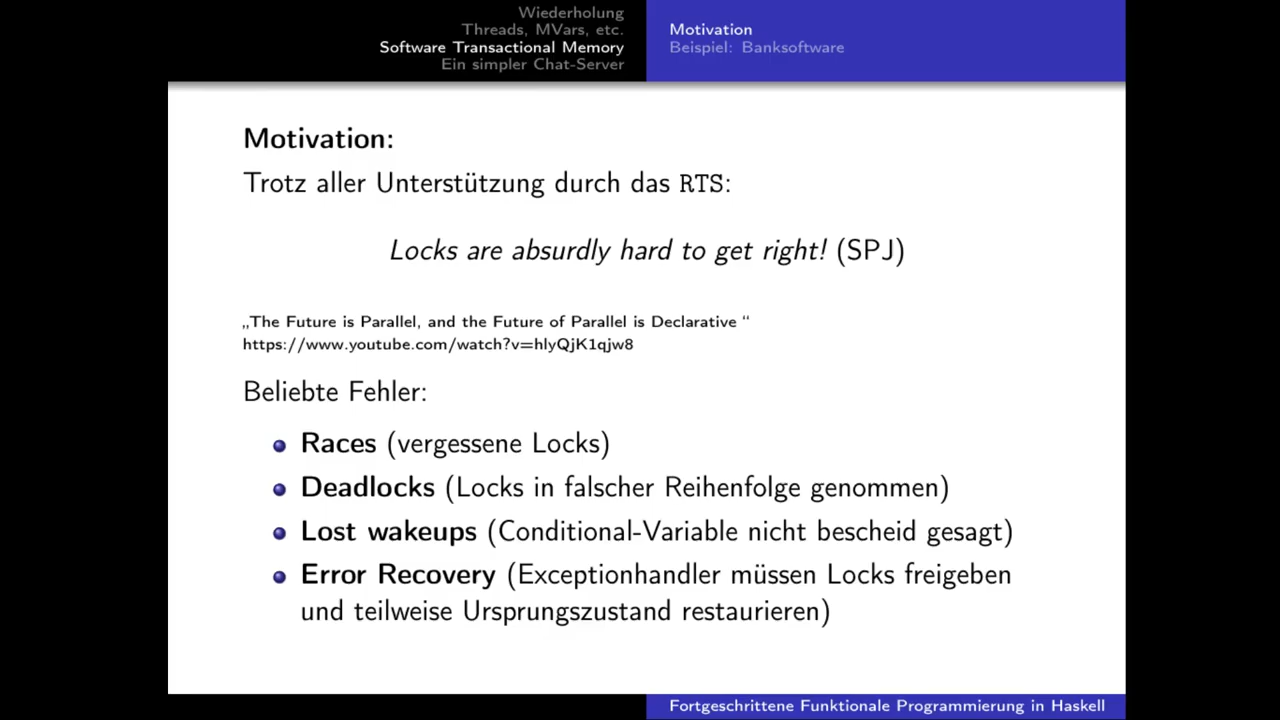 Wiederholung
Threads, MVars, etc.
Software Transactional Memory
Ein simpler Chat-Server
Motivation
Beispiel: Banksoftware
Motivation:
Trotz aller Unterstützung durch das RTS:
Locks are absurdly hard to get right! (SPJ)
„The Future is Parallel, and the Future of Parallel is Declarative “
https://www.youtube.com/watch?v=hlyQjK1qjw8
Beliebte Fehler:
Races (vergessene Locks)
Deadlocks (Locks in falscher Reihenfolge genommen)
Lost wakeups (Conditional-Variable nicht bescheid gesagt)
Error Recovery (Exceptionhandler müssen Locks freigeben
und teilweise Ursprungszustand restaurieren)
Fortgeschrittene Funktionale Programmierung in Haskell